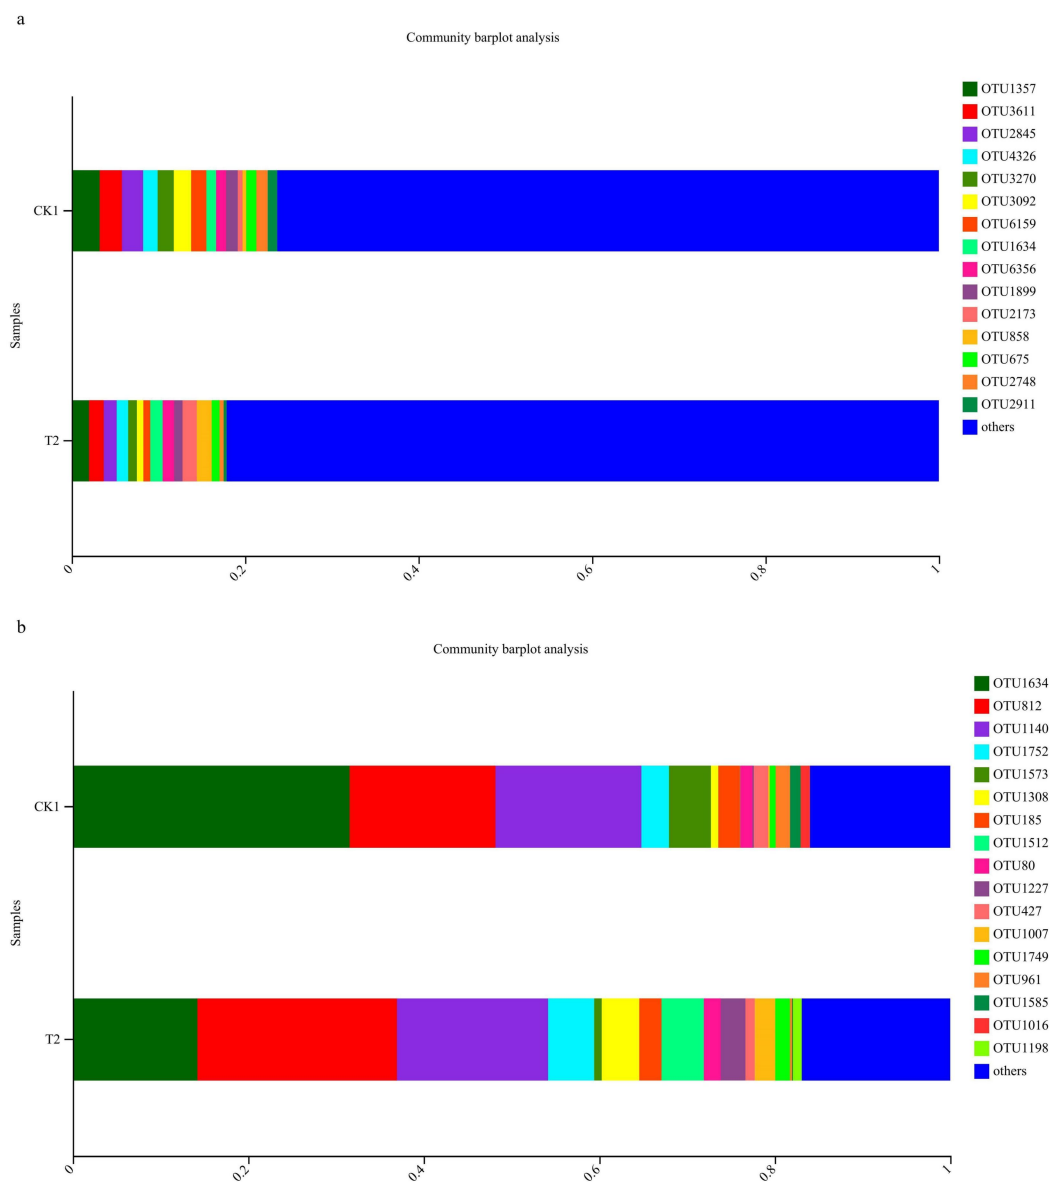 a
Community barplot analysis
OTU1357
OTU3611
OTU2845
OTU4326
OTU3270
OTU3092
OTU6159
OTU1634
OTU6356
OTU1899
OTU2173
OTU858
OTU675
OTU2748
OTU2911
others
CK1
T2
Samples
0
0.2
0.4
0.6
0.8
1
b
Community barplot analysis
OTU1634
OTU812
OTU1140
OTU1752
OTU1573
OTU1308
OTU185
OTU1512
OTU80
OTU1227
OTU427
OTU1007
OTU1749
OTU961
OTU1585
OTU1016
OTU1198
others
CK1
T2
Samples
0
0.2
0.4
0.6
0.8
1